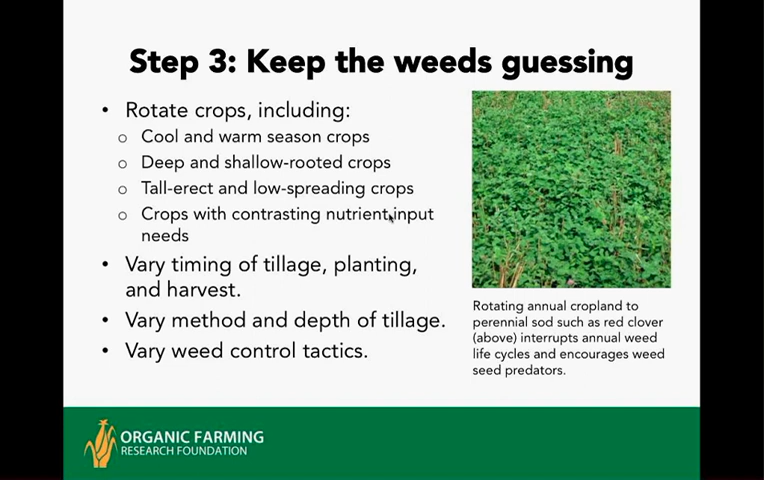 Step 3: Keep the weeds guessing
• Rotate crops, including:
o Cool and warm season crops
o Deep and shallow-rooted crops
o Tall-erect and low-spreading crops
o Crops with contrasting nutrient input
needs
• Vary timing of tillage, planting,
and harvest.
• Vary method and depth of tillage.
• Vary weed control tactics.
Rotating annual cropland to
perennial sod such as red clover
(above) interrupts annual weed
life cycles and encourages weed
seed predators.
ORGANIC FARMING
RESEARCH FOUNDATION